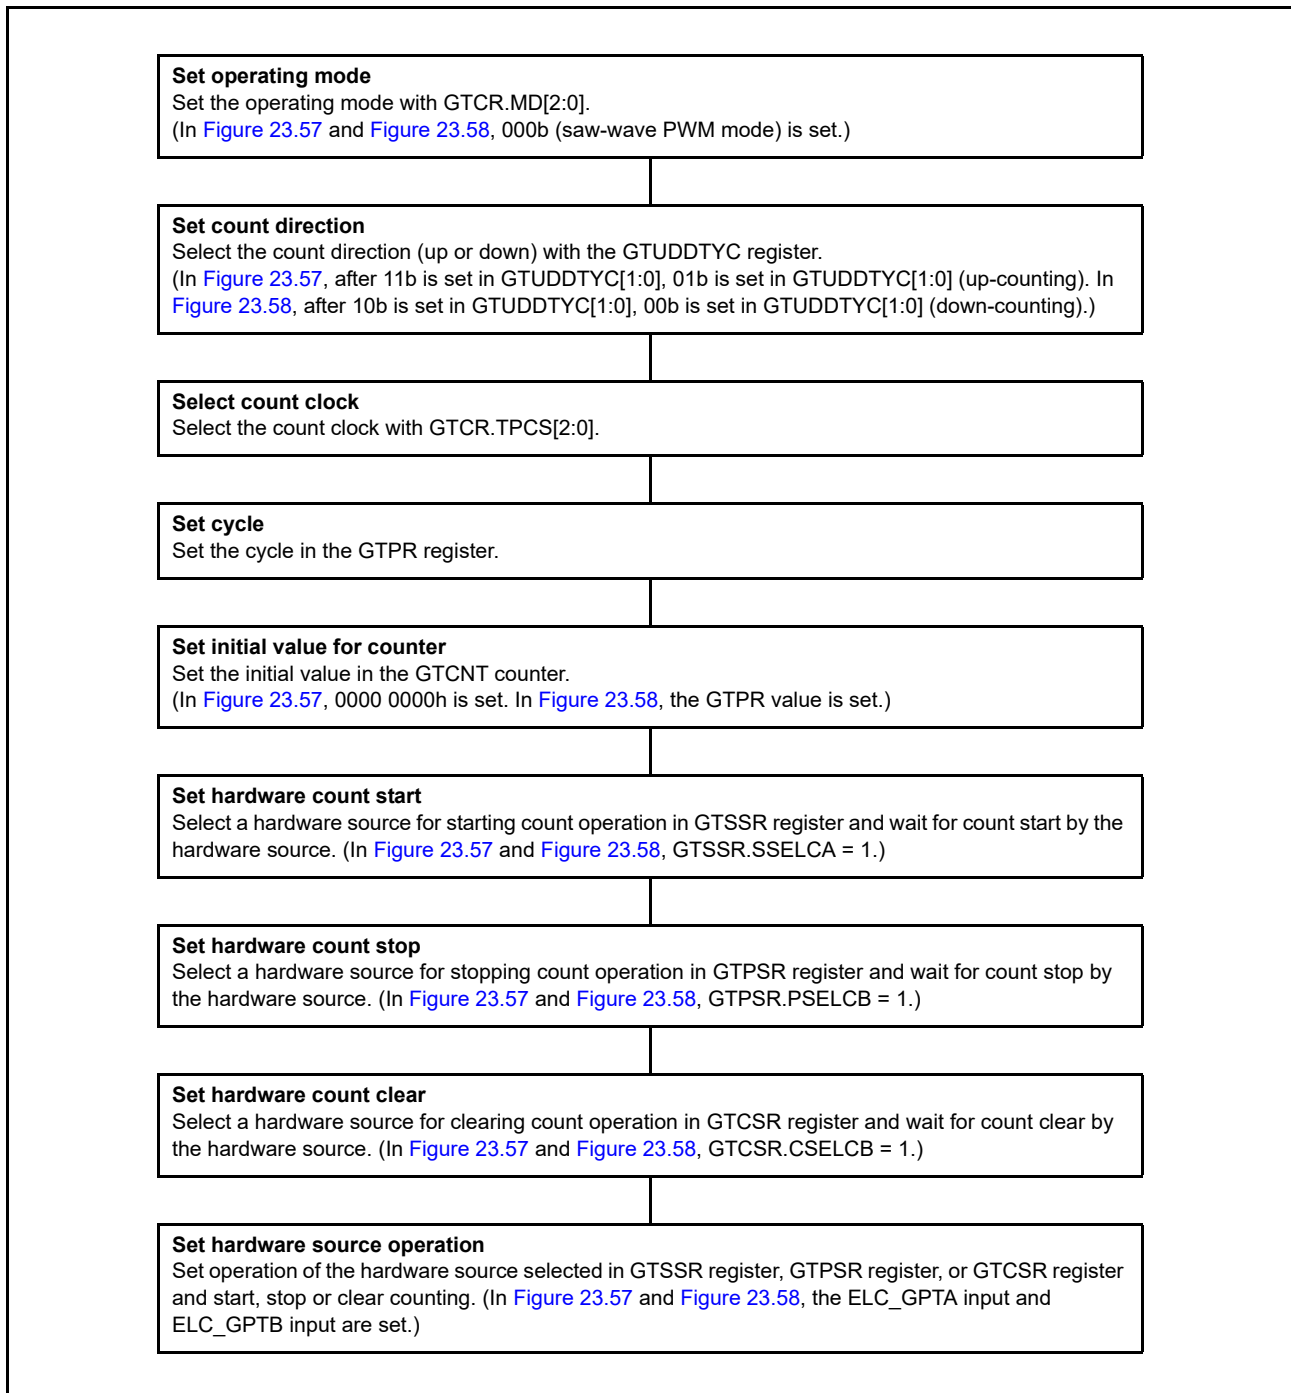 Set operating mode
Set the operating mode with GTCR.MD[2:0].
(In Figure 23.57 and Figure 23.58, 000b (saw-wave PWM mode) is set.)
Set count direction
Select the count direction (up or down) with the GTUDDTYC register.
(In Figure 23.57, after 11b is set in GTUDDTYC[1:0], 01b is set in GTUDDTYC[1:0] (up-counting). In
Figure 23.58, after 10b is set in GTUDDTYC[1:0], 00b is set in GTUDDTYC[1:0] (down-counting).)
Select count clock
Select the count clock with GTCR.TPCS[2:0].
Set cycle
Set the cycle in the GTPR register.
Set initial value for counter
Set the initial value in the GTCNT counter.
(In Figure 23.57, 0000 0000h is set. In Figure 23.58, the GTPR value is set.)
Set hardware count start
Select a hardware source for starting count operation in GTSSR register and wait for count start by the
hardware source. (In Figure 23.57 and Figure 23.58, GTSSR.SSELCA = 1.)
Set hardware count stop
Select a hardware source for stopping count operation in GTPSR register and wait for count stop by
the hardware source. (In Figure 23.57 and Figure 23.58, GTPSR.PSELCB = 1.)
Set hardware count clear
Select a hardware source for clearing count operation in GTCSR register and wait for count clear by
the hardware source. (In Figure 23.57 and Figure 23.58, GTCSR.CSELCB = 1.)
Set hardware source operation
Set operation of the hardware source selected in GTSSR register, GTPSR register, or GTCSR register
and start, stop or clear counting. (In Figure 23.57 and Figure 23.58, the ELC_GPTA input and
ELC_GPTB input are set.)